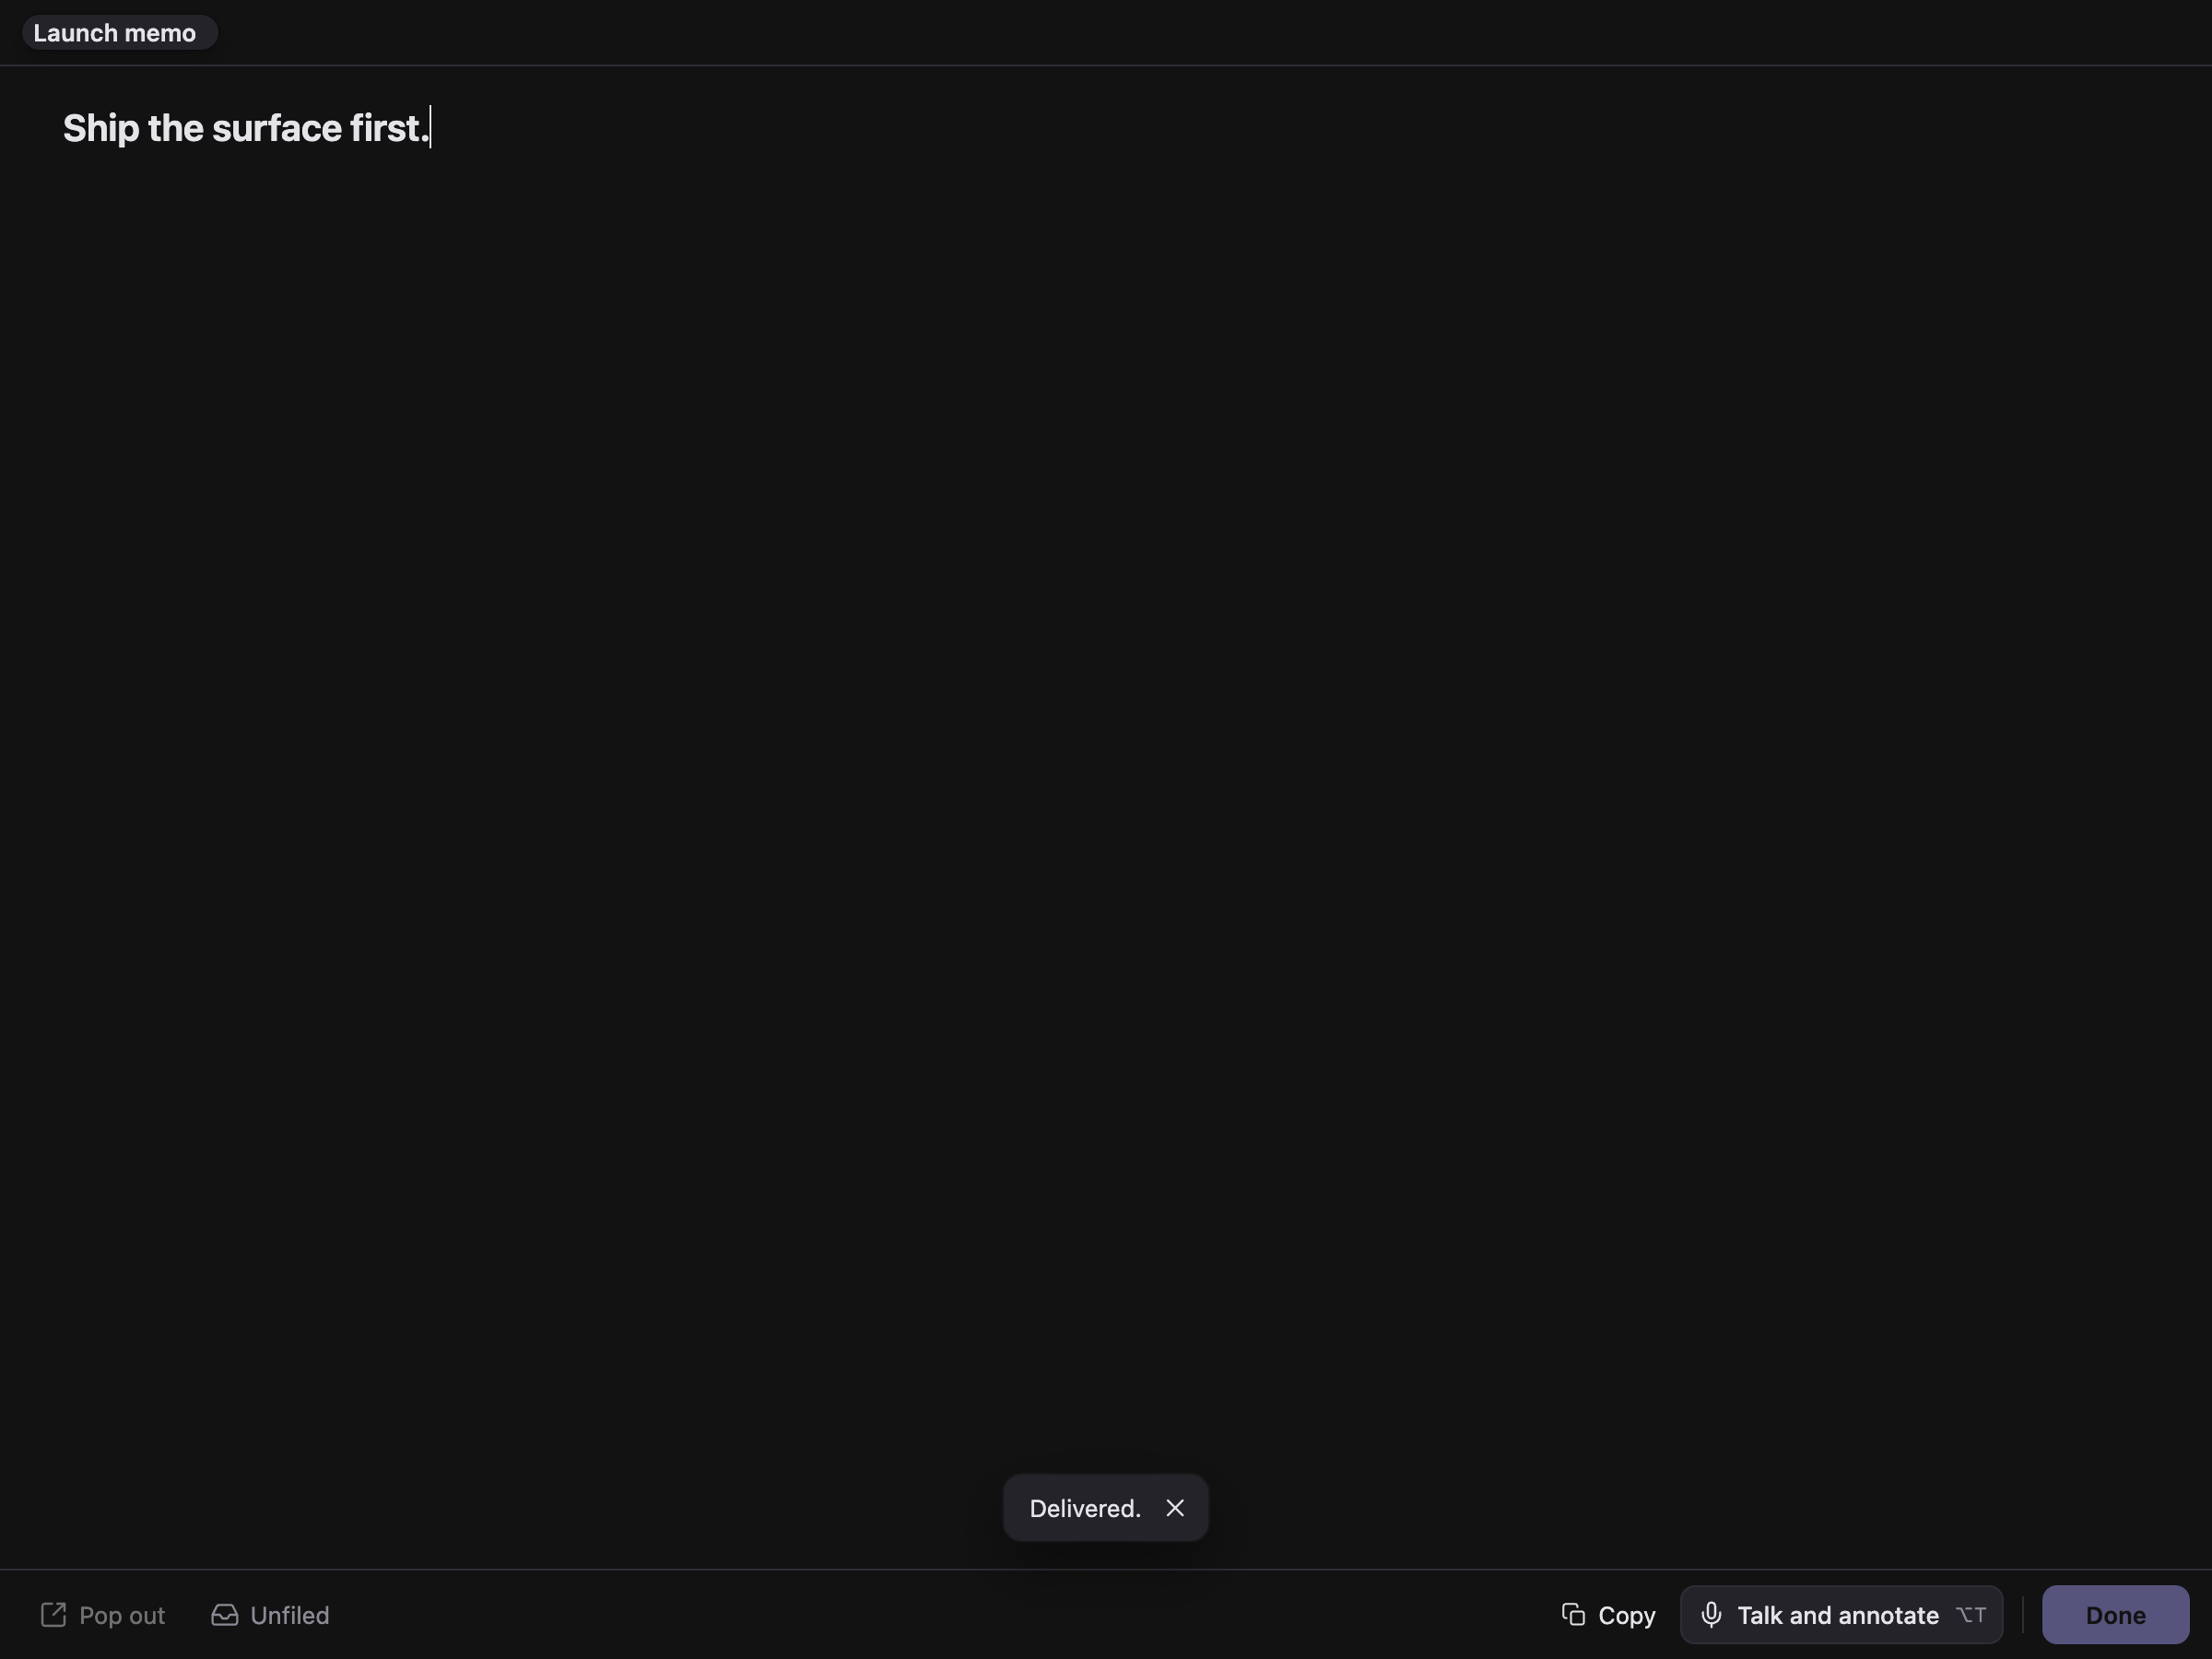 Launch memo
Ship the surface first.
Delivered.
Pop out
Unfiled
Copy
Talk and annotate ⌥T
Done